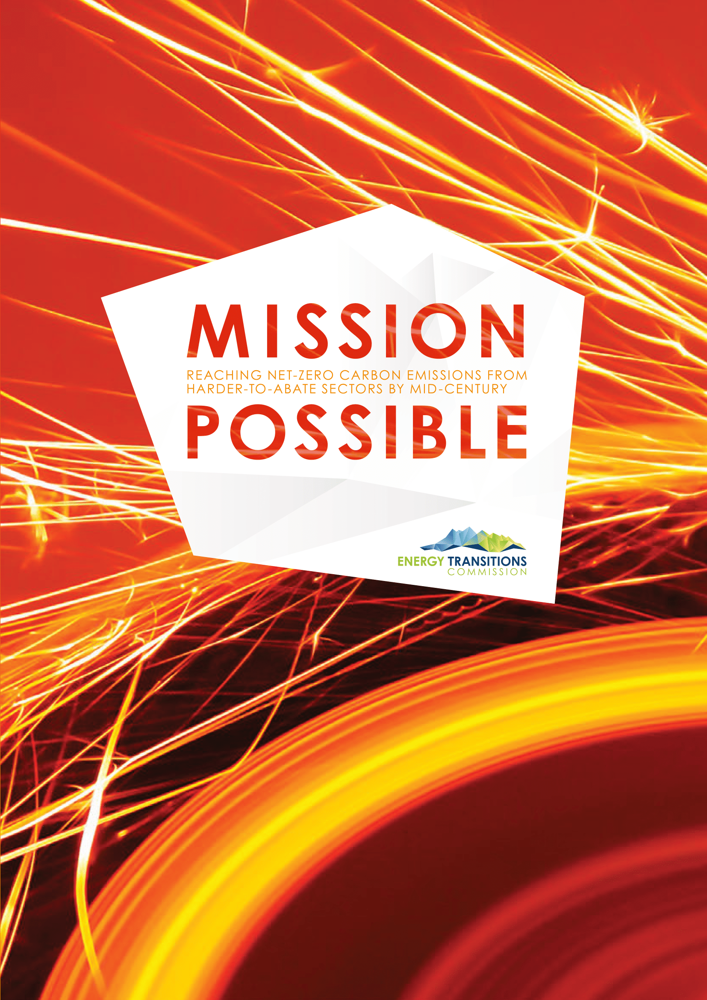 MISSION
REACHING NET-ZERO CARBON EMISSIONS FROM
HARDER-TO-ABATE SECTORS BY MID-CENTURY
POSSIBLE
ENERGY TRANSITIONS
COMMISSION